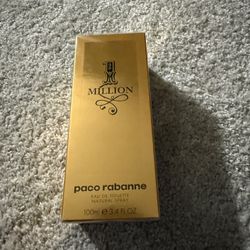 1
MILLION
paco rabanne
EAU DE TOILETTE
NATURAL SPRAY
100ml e 3.4 FL.OZ